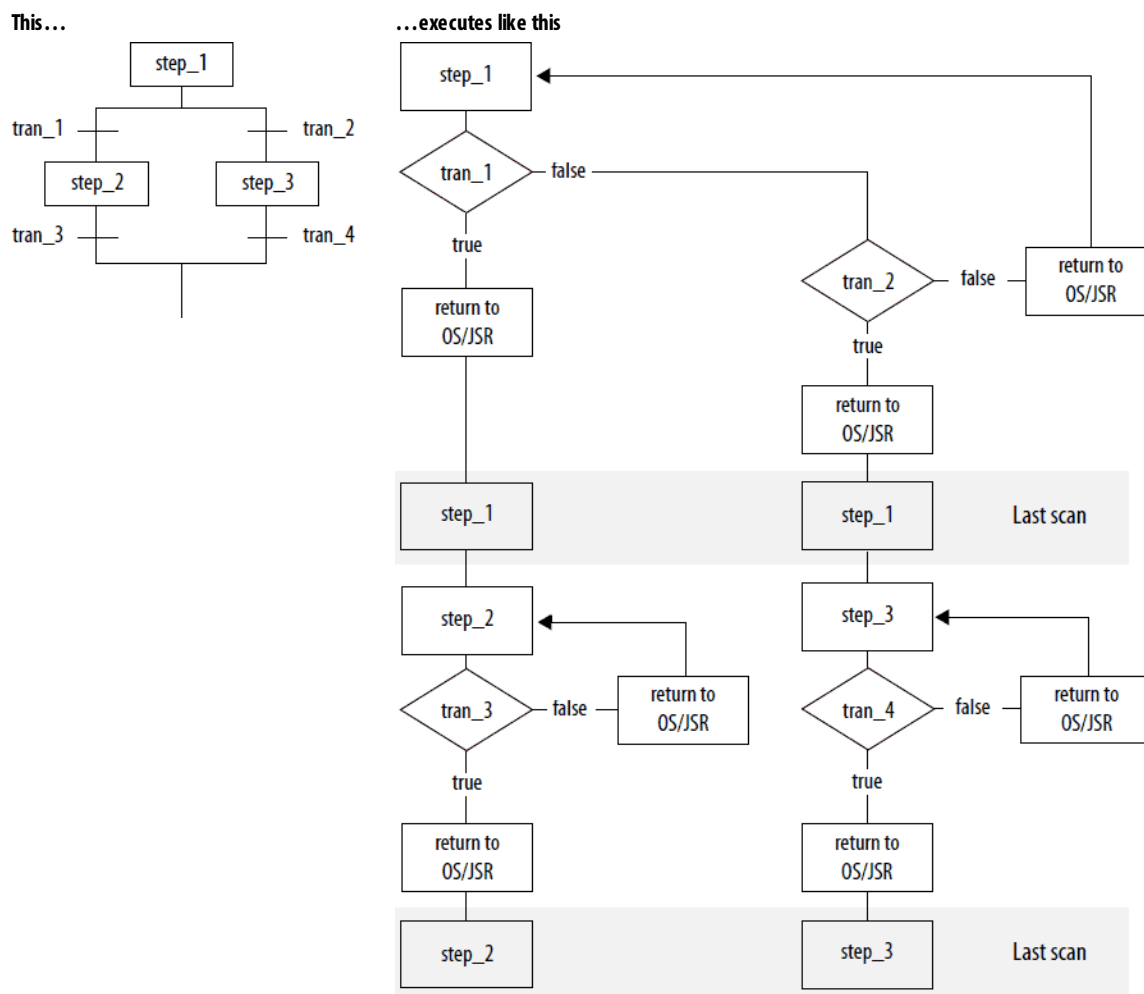 This...
...executes like this
step_1
tran_1
tran_2
step_2
step_3
tran_3
tran_4
step_1
tran_1
false
true
return to
OS/JSR
tran_2
false
return to
OS/JSR
true
return to
OS/JSR
step_1
step_1
Last scan
step_2
step_3
tran_3
false
return to
OS/JSR
tran_4
false
return to
OS/JSR
true
true
return to
OS/JSR
return to
OS/JSR
step_2
step_3
Last scan